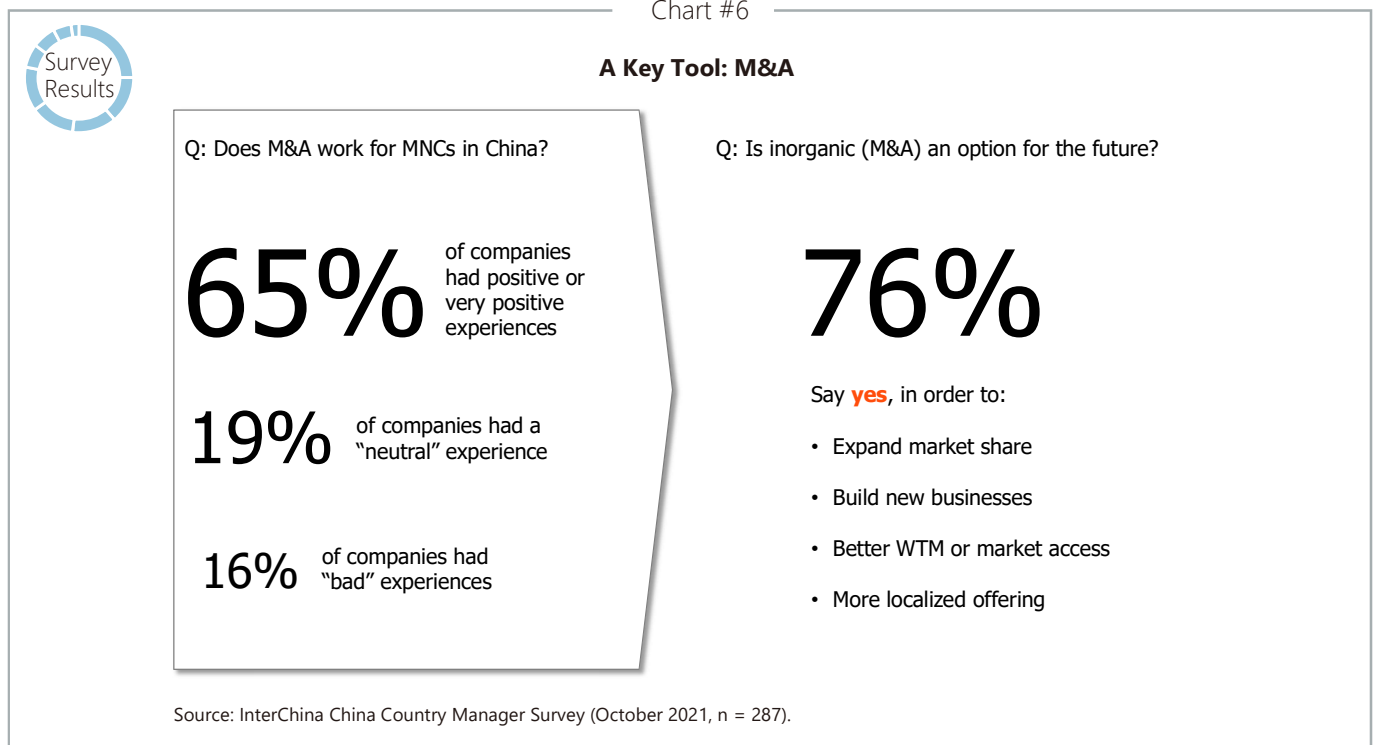 Chart #6
Survey
Results
A Key Tool: M&A
Q: Does M&A work for MNCs in China?
65%
of companies
had positive or
very positive
experiences
19%
of companies had a
“neutral” experience
16%
of companies had
“bad” experiences
Q: Is inorganic (M&A) an option for the future?
76%
Say yes, in order to:
• Expand market share
• Build new businesses
• Better WTM or market access
• More localized offering
Source: InterChina China Country Manager Survey (October 2021, n = 287).